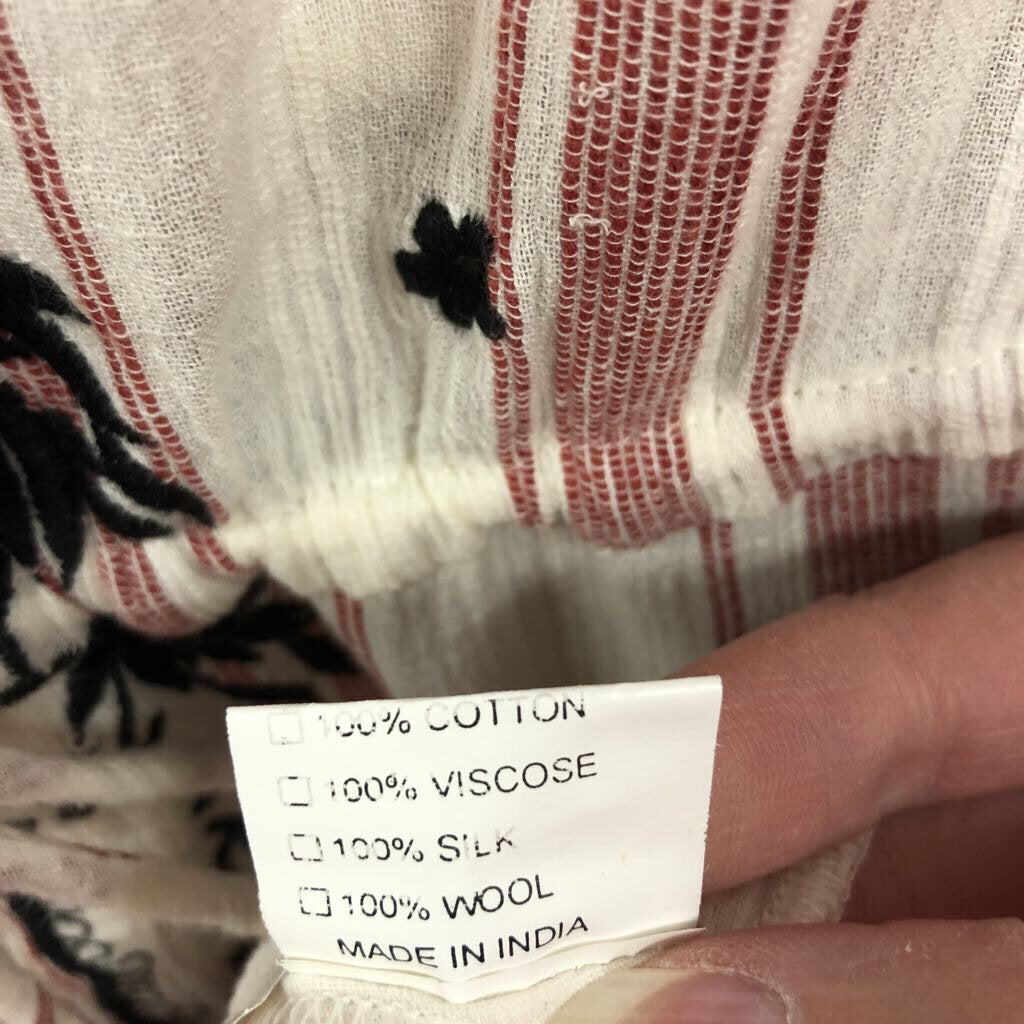 ☐ 100% COTTON
☐ 100% VISCOSE
☐ 100% SILK
☐ 100% WOOL
MADE IN INDIA